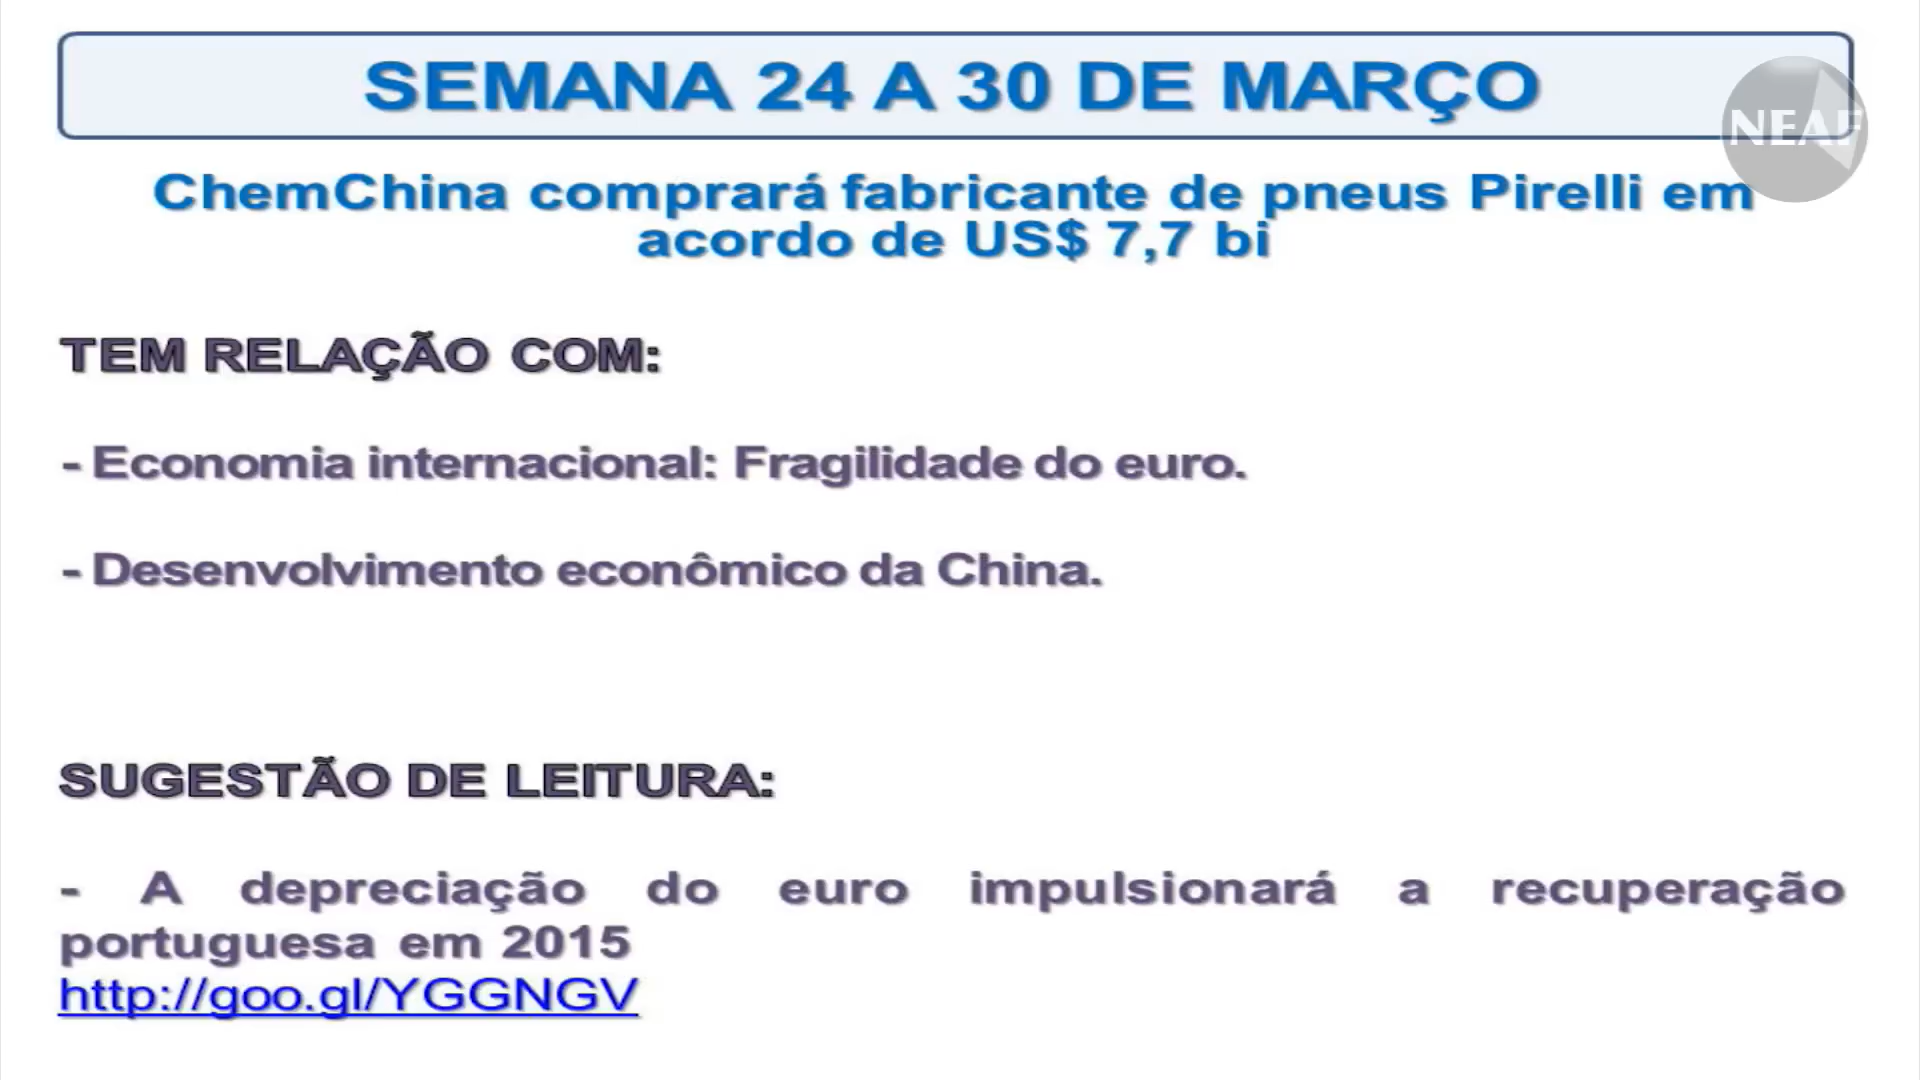 SEMANA 24 A 30 DE MARÇO
NEAF
ChemChina comprará fabricante de pneus Pirelli em
acordo de US$ 7,7 bi
TEM RELAÇÃO COM:
- Economia internacional: Fragilidade do euro.
- Desenvolvimento econômico da China.
SUGESTÃO DE LEITURA:
- A depreciação do euro impulsionará a recuperação
portuguesa em 2015
http://goo.gl/YGGNGV